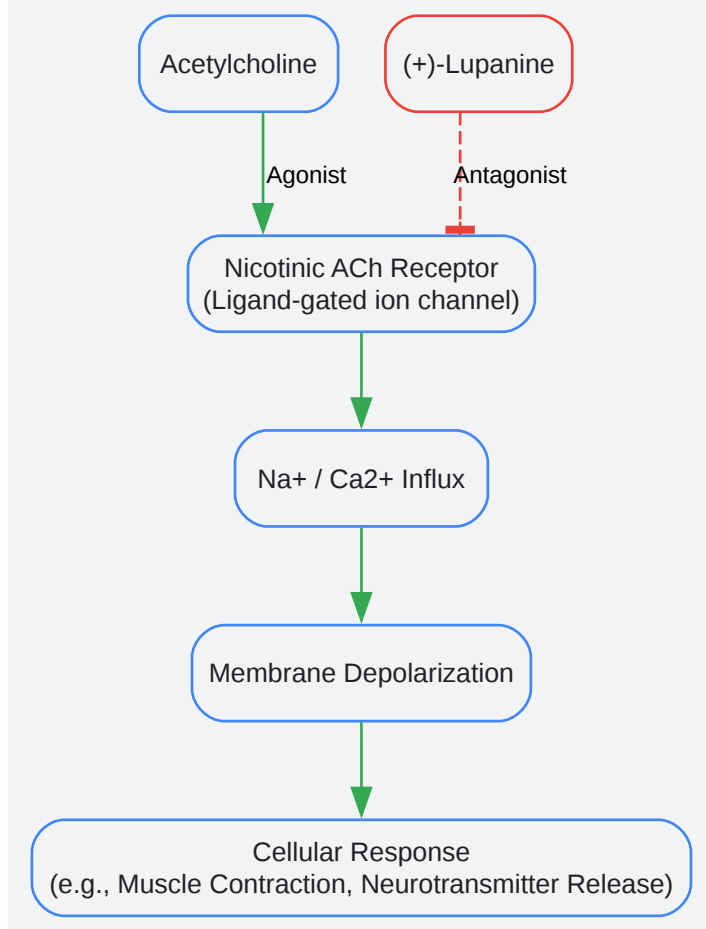 Acetylcholine
(+)-Lupanine
Agonist
Antagonist
Nicotinic ACh Receptor
(Ligand-gated ion channel)
Na+ / Ca2+ Influx
Membrane Depolarization
Cellular Response
(e.g., Muscle Contraction, Neurotransmitter Release)